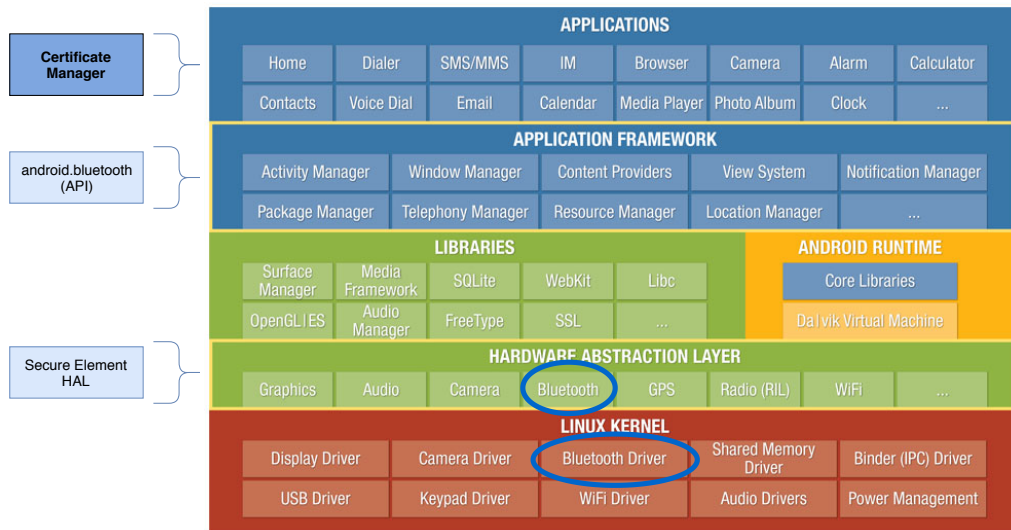 APPLICATIONS
Certificate
Manager
Home Dialer SMS/MMS IM Browser Camera Alarm Calculator
Contacts Voice Dial Email Calendar Media Player Photo Album Clock ...
APPLICATION FRAMEWORK
android.bluetooth
(API)
Activity Manager Window Manager Content Providers View System Notification Manager
Package Manager Telephony Manager Resource Manager Location Manager ...
LIBRARIES
Surface
Manager
Media
Framework
SQLite
WebKit
Libc
OpenGL|ES
Audio
Manager
FreeType
SSL
...
ANDROID RUNTIME
Core Libraries
Da|vik Virtual Machine
Secure Element
HAL
HARDWARE ABSTRACTION LAYER
Graphics Audio Camera Bluetooth GPS Radio (RIL) WiFi ...
LINUX KERNEL
Display Driver
Camera Driver
Bluetooth Driver
Shared Memory
Driver
Binder (IPC) Driver
USB Driver Keypad Driver WiFi Driver Audio Drivers Power Management